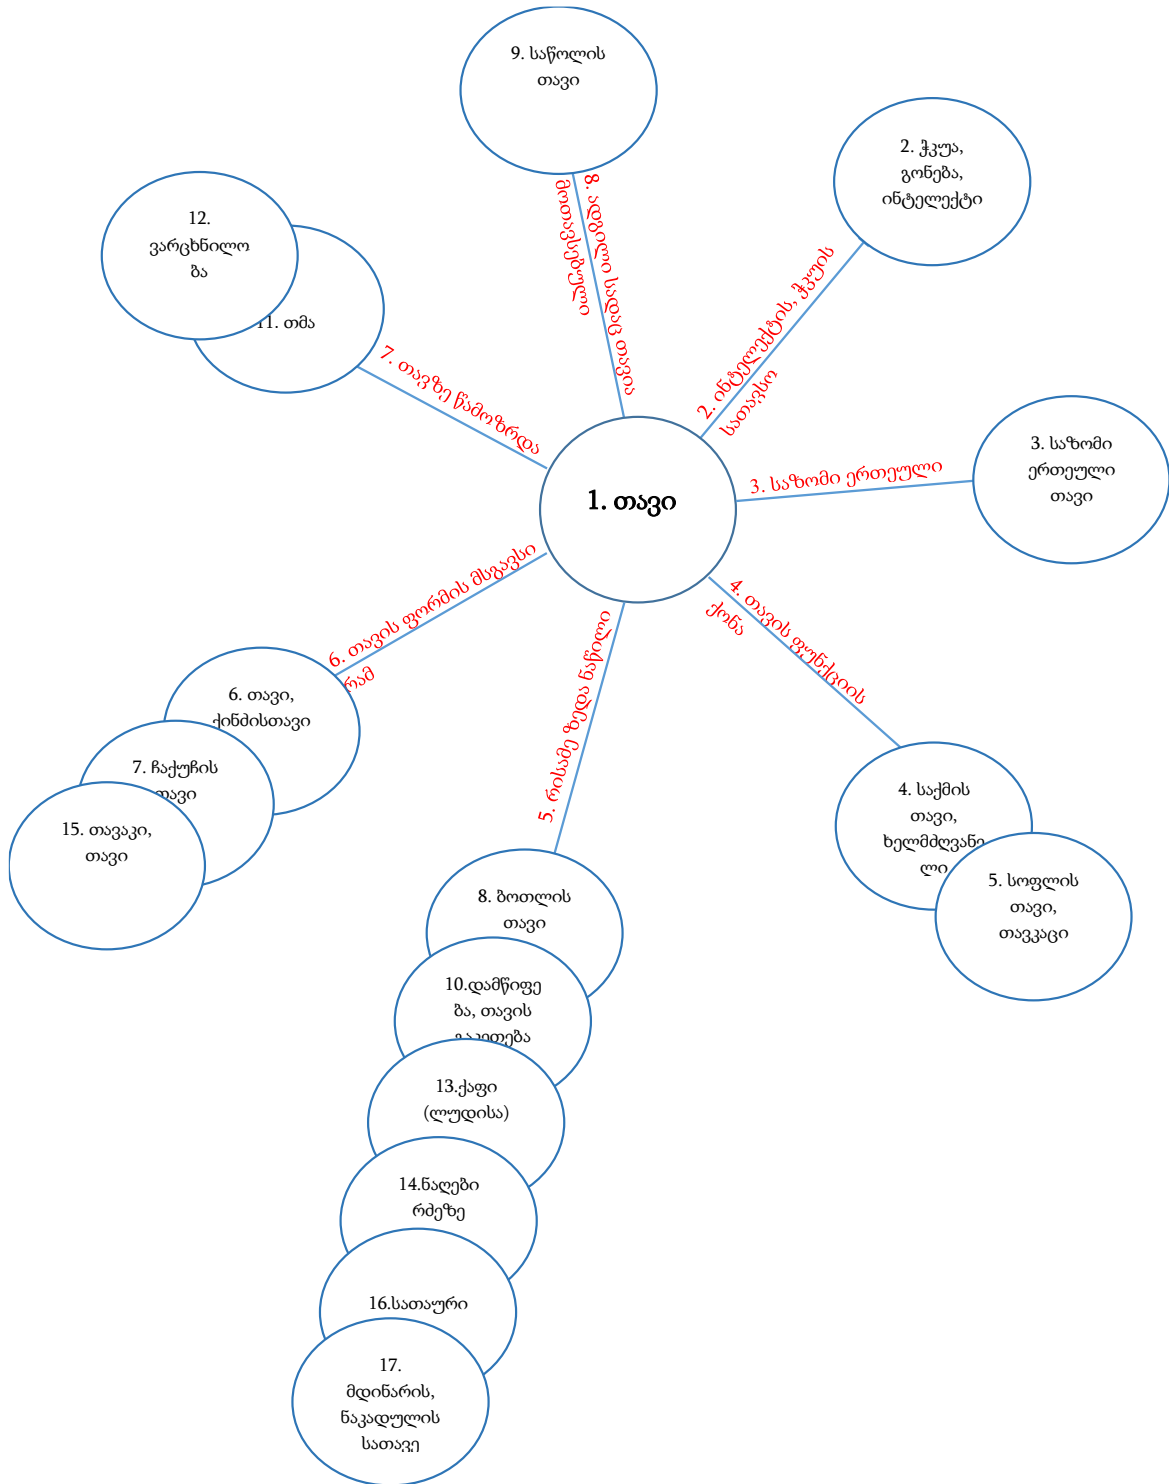 9. საწოლის
თავი
2. ჭკუა,
გონება,
ინტელექტი
8. ადგილი სადაც თავია
მოთავსებული
12.
ვარცხნილო
ბა
11. თმა
7. თავზე წამოზრდა
2. ინტელექტის, ჭკუის
სათავსო
3. საზომი ერთეული
3. საზომი
ერთეული
თავი
1. თავი
6. თავის ფორმის მსგავსი
რამ
4. თავის ფუნქციის
ქონა
5. რისამე ზედა ნაწილი
6. თავი,
ქინძისთავი
7. ჩაქუჩის
თავი
15. თავაკი,
თავი
4. საქმის
თავი,
ხელმძღვანე
ლი
5. სოფლის
თავი,
თავკაცი
8. ბოთლის
თავი
10.დამწიფე
ბა, თავის
გაკეთება
13.ქაფი
(ლუდისა)
14.ნაღები
რძეზე
16.სათაური
17.
მდინარის,
ნაკადულის
სათავე